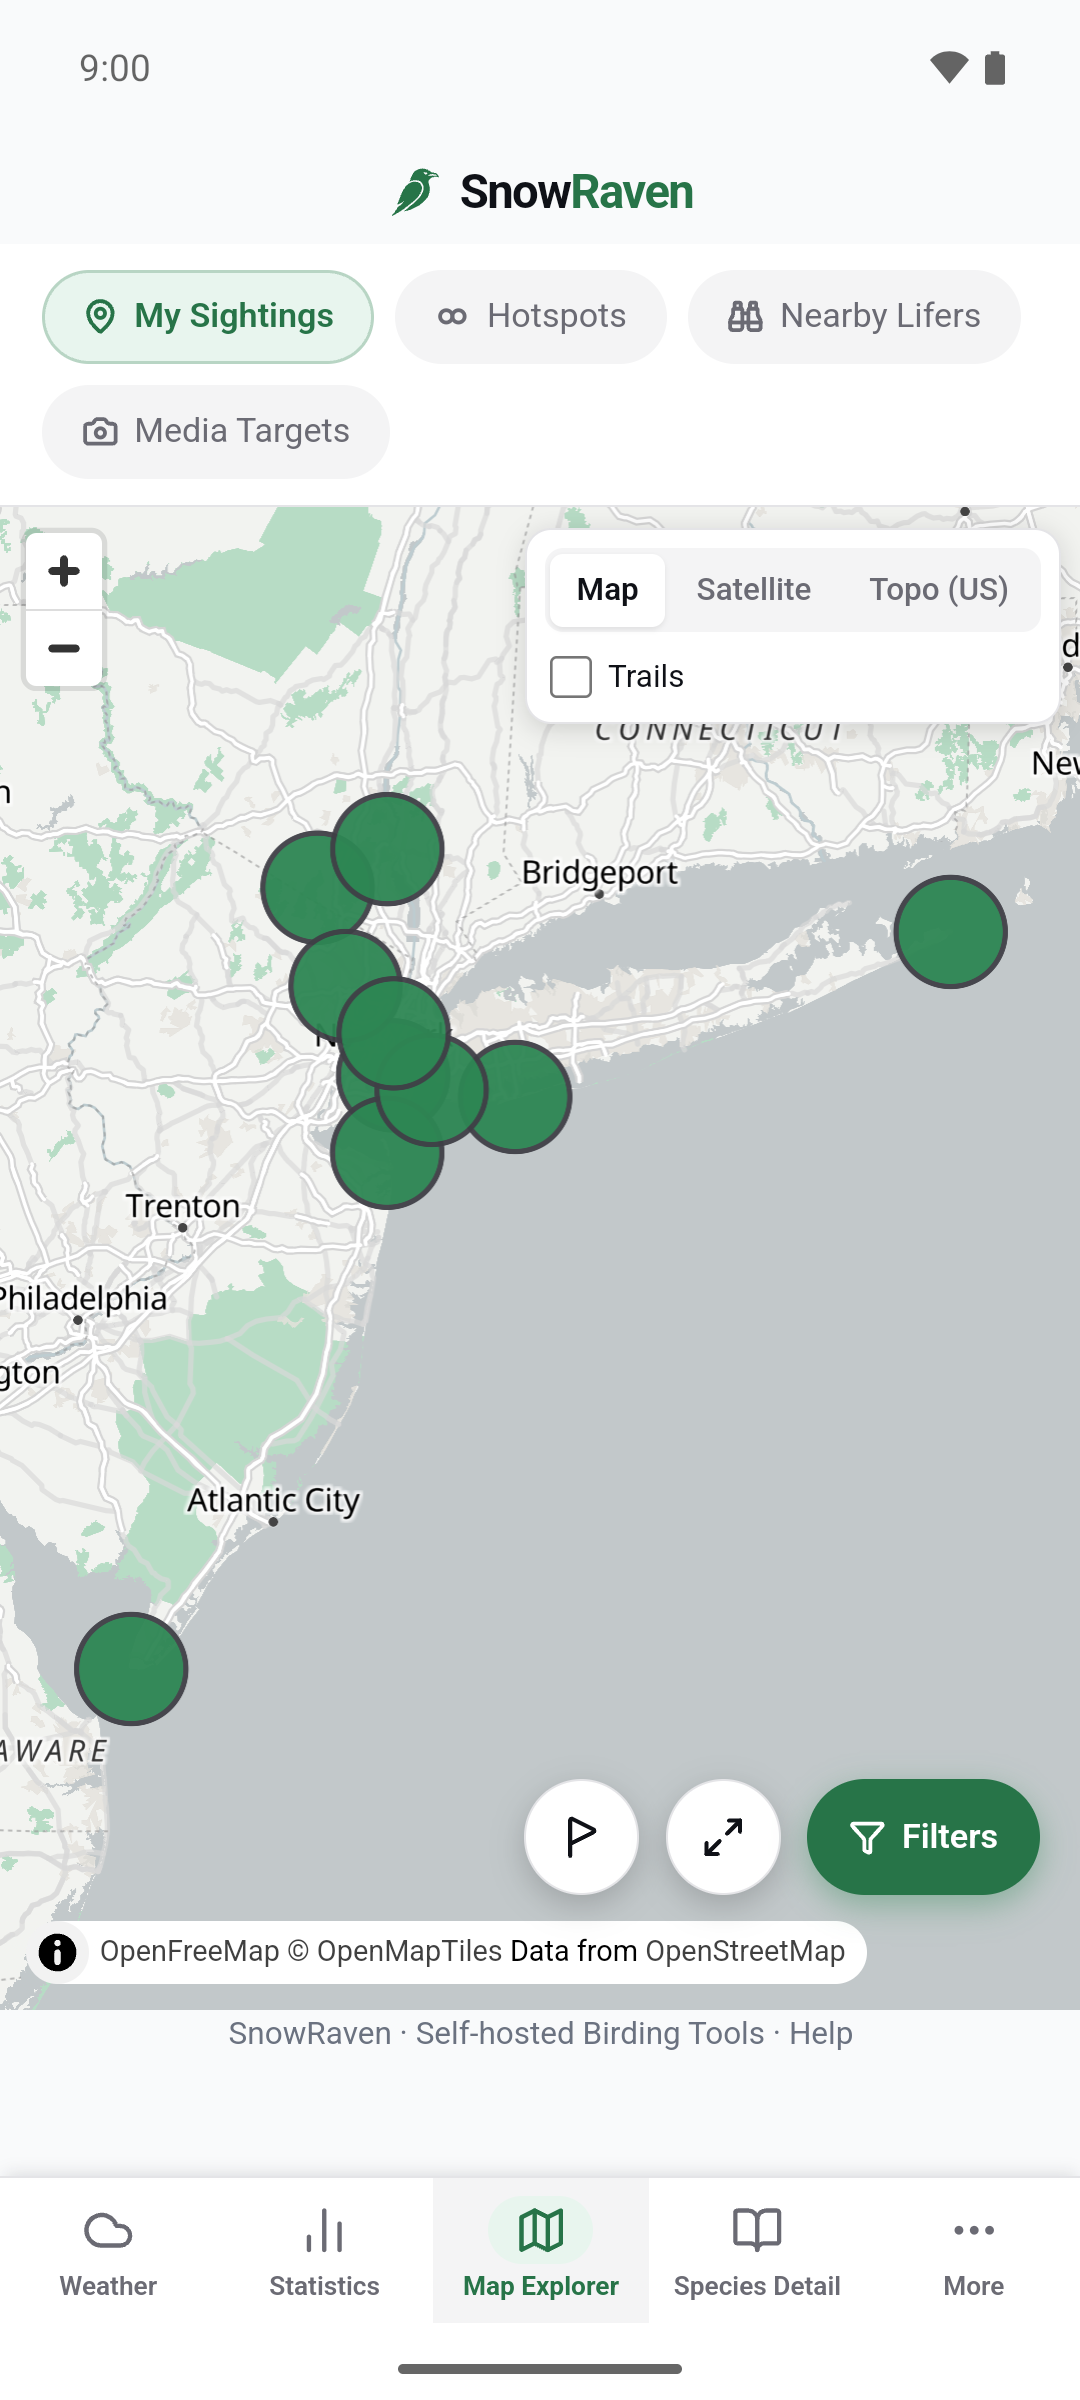 9:00
SnowRaven
My Sightings
Hotspots
Nearby Lifers
Media Targets
Map
Satellite
Topo (US)
Trails
CONNECTICUT
Bridgeport
Trenton
Philadelphia
gton
Atlantic City
AWARE
Filters
OpenFreeMap © OpenMapTiles Data from OpenStreetMap
SnowRaven · Self-hosted Birding Tools · Help
Weather
Statistics
Map Explorer
Species Detail
More